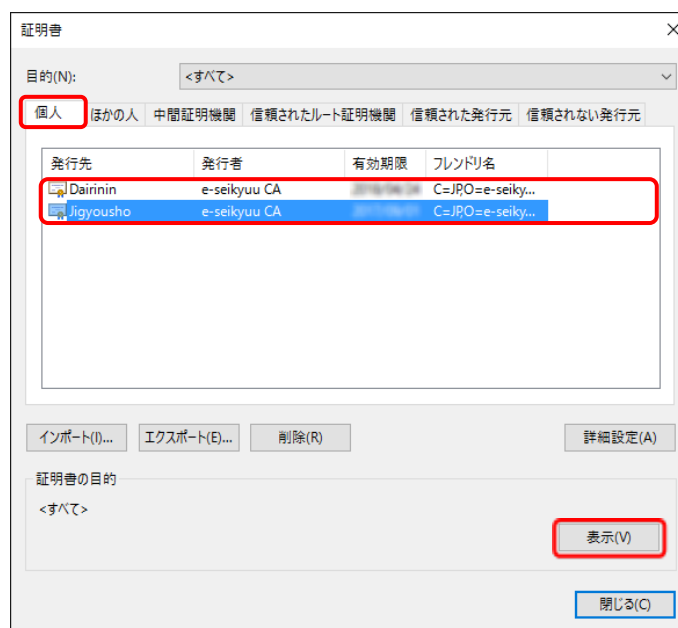 証明書
目的(N): <すべて>
個人 ほかの人 中間証明機関 信頼されたルート証明機関 信頼された発行元 信頼されない発行元
発行先 発行者 有効期限 フレンドリ名
Dairinin e-seikyuu CA C=JP,O=e-seiky...
Jigyousho e-seikyuu CA C=JP,O=e-seiky...
インポート(I)... エクスポート(E)... 削除(R) 詳細設定(A)
証明書の目的
<すべて>
表示(V)
閉じる(C)